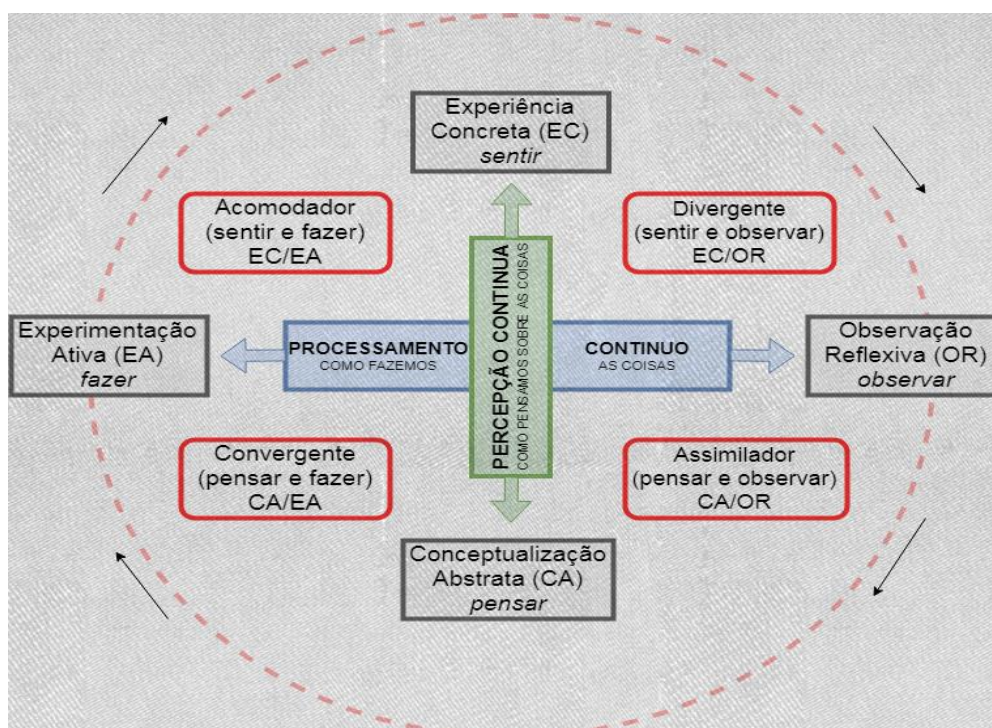 Experiência
Concreta (EC)
sentir
Acomodador
(sentir e fazer)
EC/EA
Divergente
(sentir e observar)
EC/OR
Experimentação
Ativa (EA)
fazer
PROCESSAMENTO
COMO FAZEMOS
PERCEPÇÃO CONTINUA
COMO PENSAMOS SOBRE AS COISAS
CONTINUO
AS COISAS
Observação
Reflexiva (OR)
observar
Convergente
(pensar e fazer)
CA/EA
Assimilador
(pensar e observar)
CA/OR
Conceptualização
Abstrata (CA)
pensar